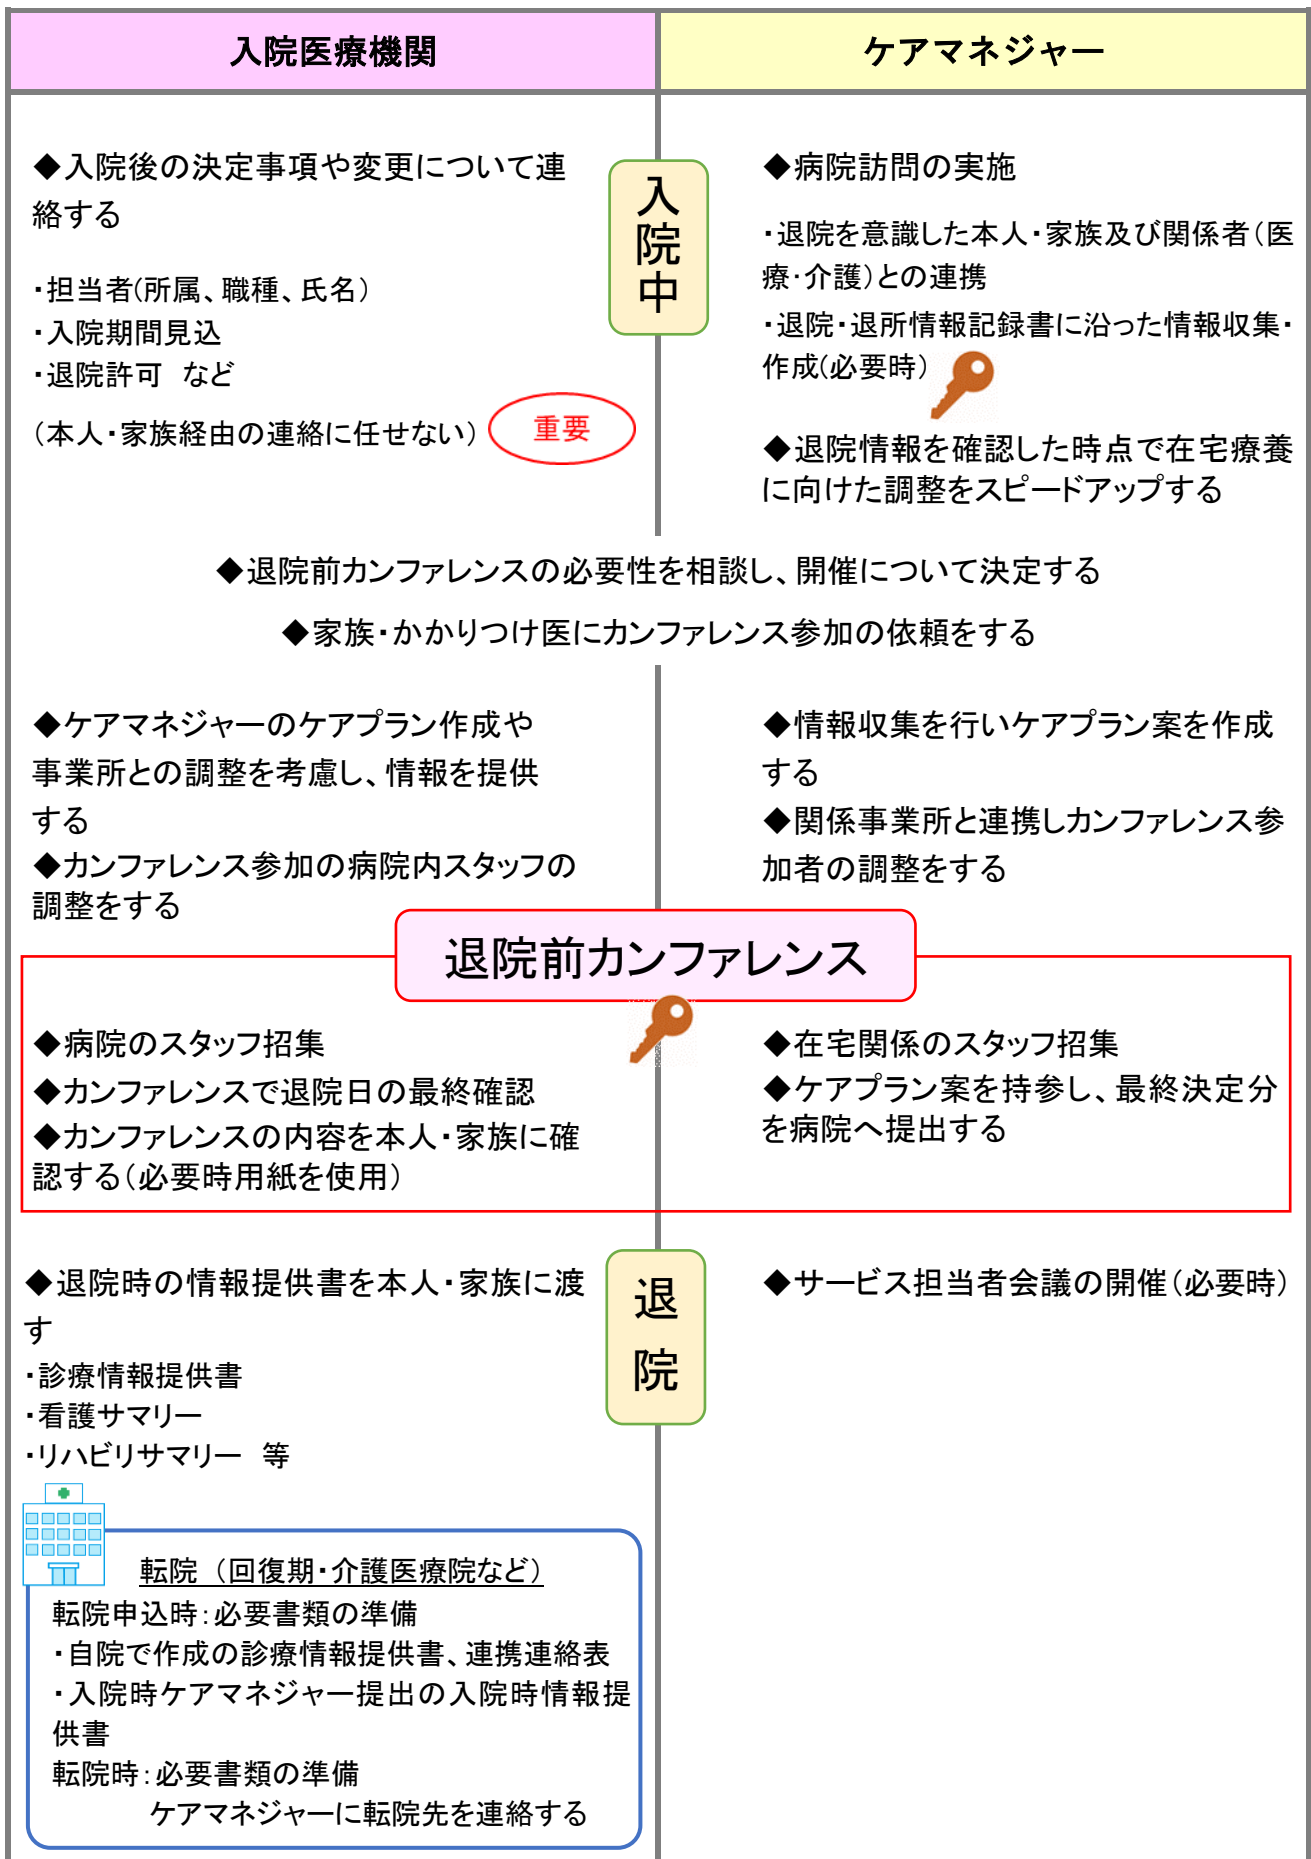 入院医療機関
ケアマネジャー
◆入院後の決定事項や変更について連
絡する
・担当者(所属、職種、氏名)
・入院期間見込
・退院許可　など
(本人・家族経由の連絡に任せない)
重要
入
院
中
◆病院訪問の実施
・退院を意識した本人・家族及び関係者(医
療・介護)との連携
・退院・退所情報記録書に沿った情報収集・
作成(必要時)
◆退院情報を確認した時点で在宅療養
に向けた調整をスピードアップする
◆退院前カンファレンスの必要性を相談し、開催について決定する
◆家族・かかりつけ医にカンファレンス参加の依頼をする
◆ケアマネジャーのケアプラン作成や
事業所との調整を考慮し、情報を提供
する
◆カンファレンス参加の病院内スタッフの
調整をする
◆情報収集を行いケアプラン案を作成
する
◆関係事業所と連携しカンファレンス参
加者の調整をする
退院前カンファレンス
◆病院のスタッフ招集
◆カンファレンスで退院日の最終確認
◆カンファレンスの内容を本人・家族に確
認する(必要時用紙を使用)
◆在宅関係のスタッフ招集
◆ケアプラン案を持参し、最終決定分
を病院へ提出する
◆退院時の情報提供書を本人・家族に渡
す
・診療情報提供書
・看護サマリー
・リハビリサマリー　等
退
院
◆サービス担当者会議の開催(必要時)
転院 (回復期・介護医療院など)
転院申込時:必要書類の準備
・自院で作成の診療情報提供書、連携連絡表
・入院時ケアマネジャー提出の入院時情報提
供書
転院時:必要書類の準備
ケアマネジャーに転院先を連絡する